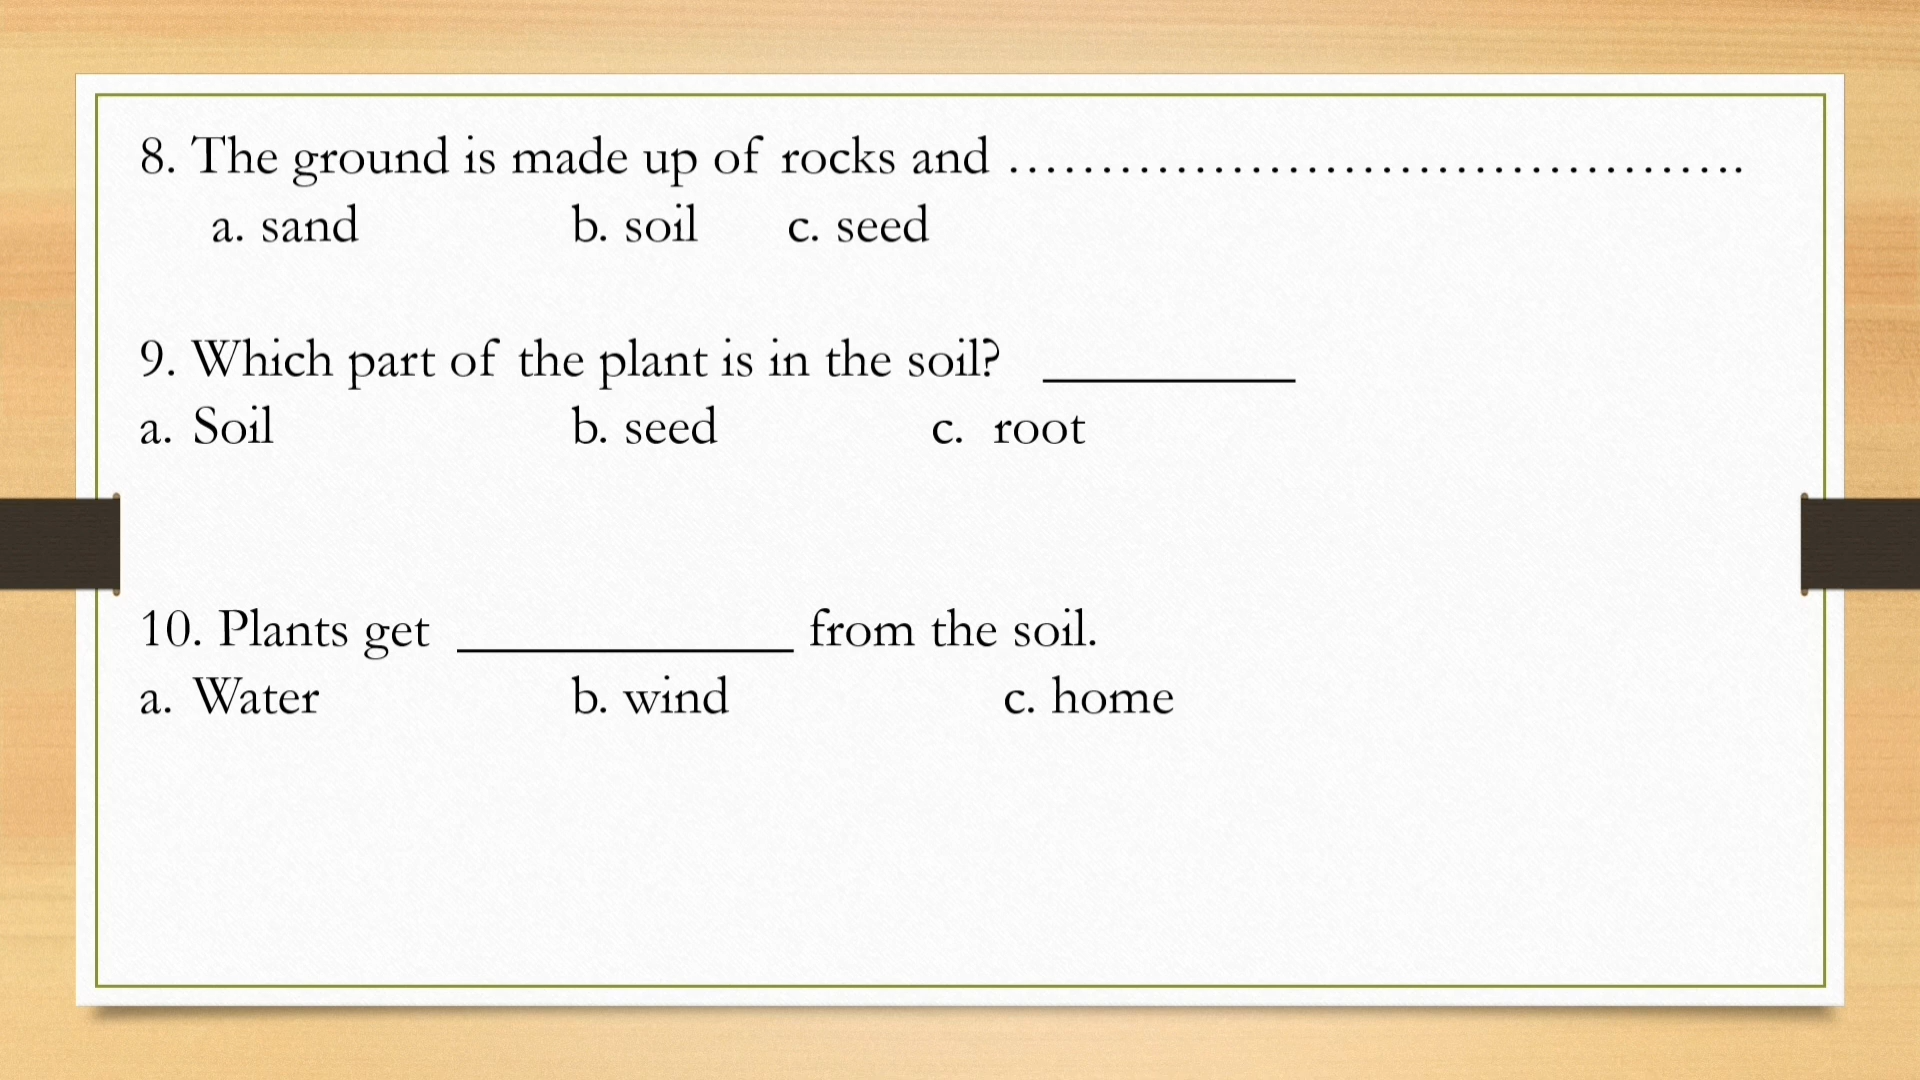 8. The ground is made up of rocks and …………………………………….
a. sand b. soil c. seed
9. Which part of the plant is in the soil? _________
a. Soil b. seed c. root
10. Plants get ____________ from the soil.
a. Water b. wind c. home